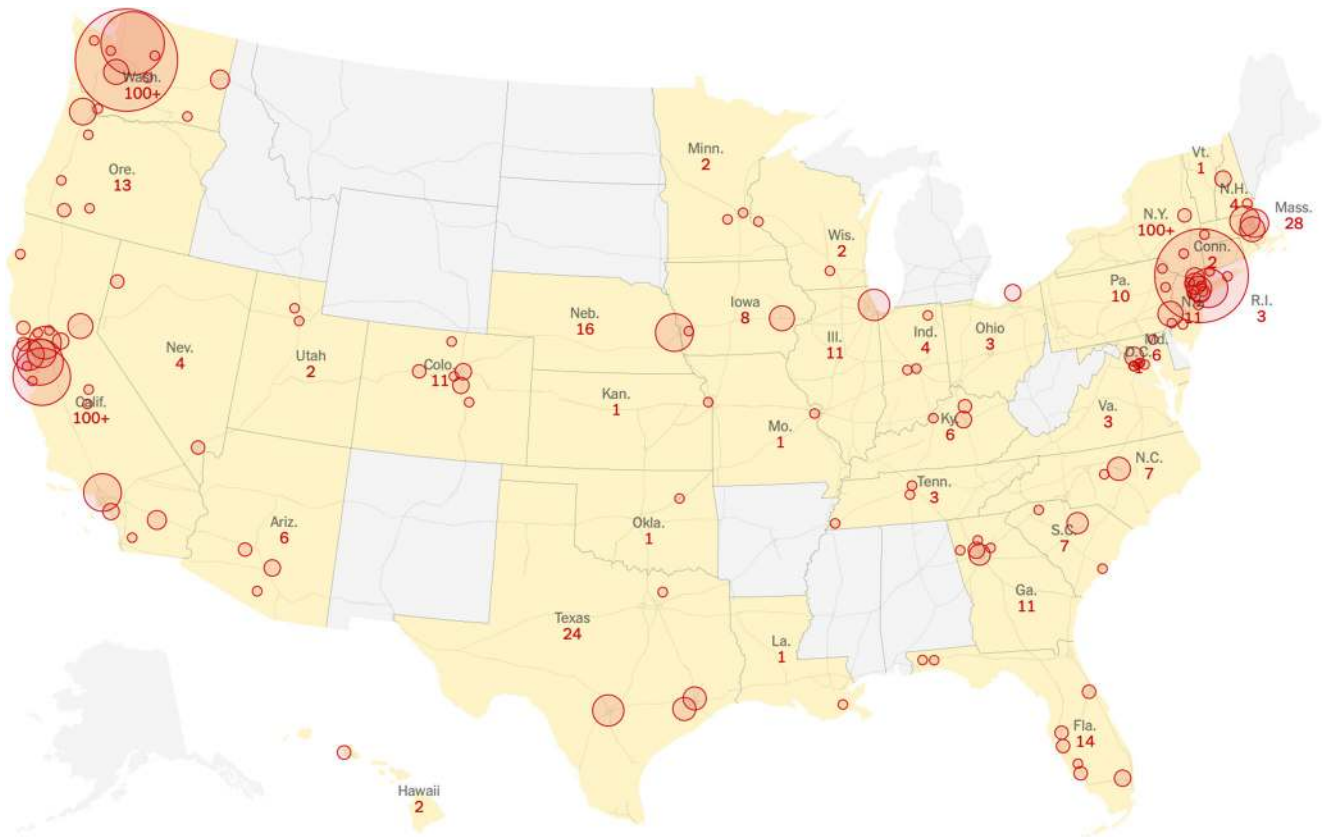 Wash.
100+
Ore.
13
Calif.
100+
Nev.
4
Utah
2
Ariz.
6
Colo.
11
Neb.
16
Kan.
1
Okla.
1
Texas
24
Minn.
2
Iowa
8
Mo.
1
La.
1
Wis.
2
Ill.
11
Ind.
4
Ohio
3
Ky.
6
Tenn.
3
Ga.
11
Fla.
14
S.C.
7
N.C.
7
Va.
3
D.C.
Md.
6
Pa.
10
11
N.Y.
100+
Vt.
1
N.H.
4
Mass.
28
Conn.
2
R.I.
3
Hawaii
2